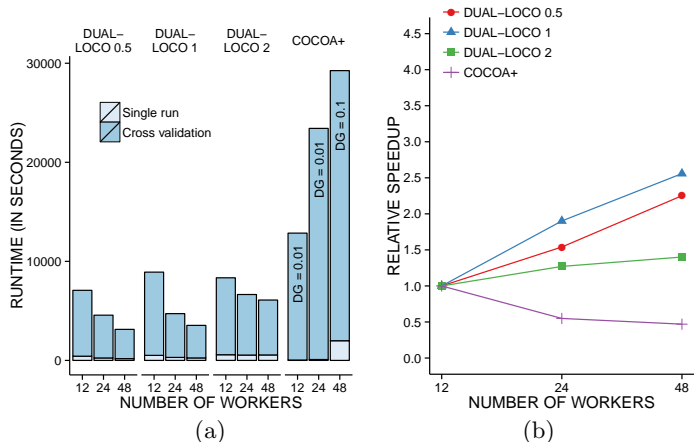 DUAL-
LOCO 0.5
DUAL-
LOCO 1
DUAL-
LOCO 2
COCOA+
30000
20000
10000
0
RUNTIME (IN SECONDS)
Single run
Cross validation
DG = 0.01
DG = 0.01
DG = 0.1
12 24 48 12 24 48 12 24 48 12 24 48
NUMBER OF WORKERS
(a)
DUAL-LOCO 0.5
DUAL-LOCO 1
DUAL-LOCO 2
COCOA+
4.5
4.0
3.5
3.0
2.5
2.0
1.5
1.0
0.5
0.0
RELATIVE SPEEDUP
12 24 48
NUMBER OF WORKERS
(b)